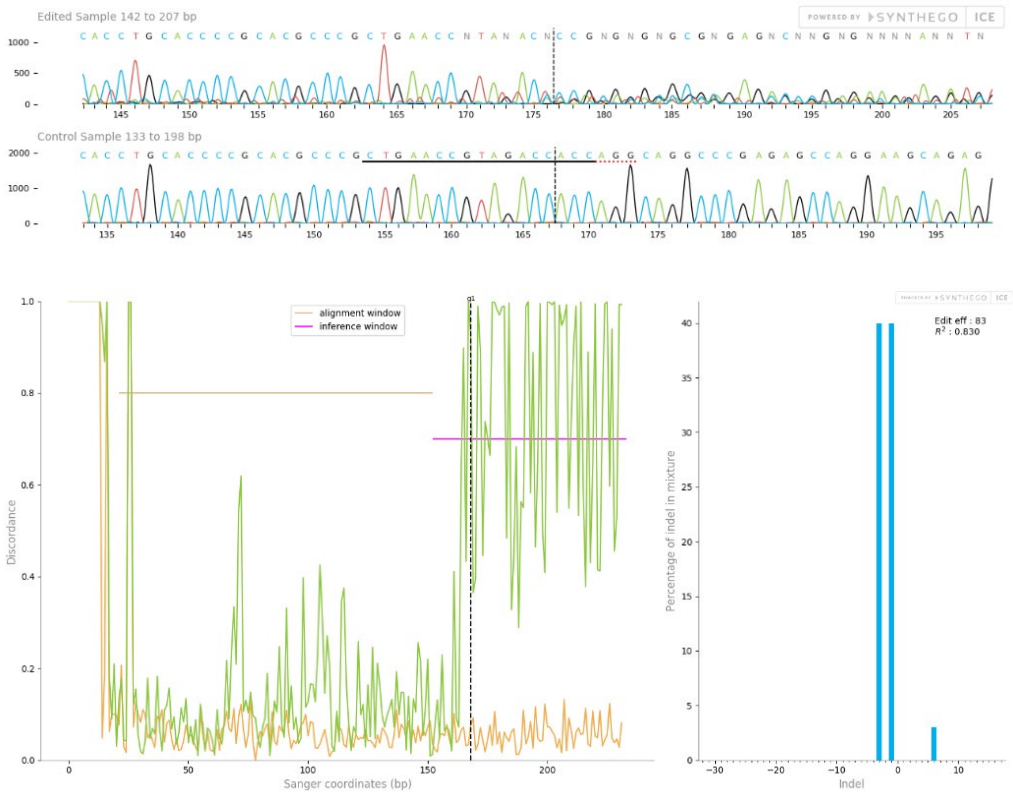 Edited Sample 142 to 207 bp
POWERED BY SYNTHEGO ICE
C A C C T G C A C C C C G C A C G C C C G C T G A A C C N T A N A C N C C G N G N G N G C G N G A G N C N N G N G N N N N A N N T N
1000
500
0
145 150 155 160 165 170 175 180 185 190 195 200 205
Control Sample 133 to 198 bp
C A C C T G C A C C C C G C A C G C C C G C T G A A C C G T A G A C C A C C A G G C A G G C C C G A G A G C C A G G A A G C A G A G
2000
1000
0
135 140 145 150 155 160 165 170 175 180 185 190 195
g1
alignment window
inference window
1.0
0.8
0.6
0.4
0.2
0.0
Discordance
0 50 100 150 200
Sanger coordinates (bp)
POWERED BY SYNTHEGO ICE
Edit eff : 83
R² : 0.830
40
35
30
25
20
15
10
5
0
Percentage of indel in mixture
−30 −20 −10 0 10
Indel